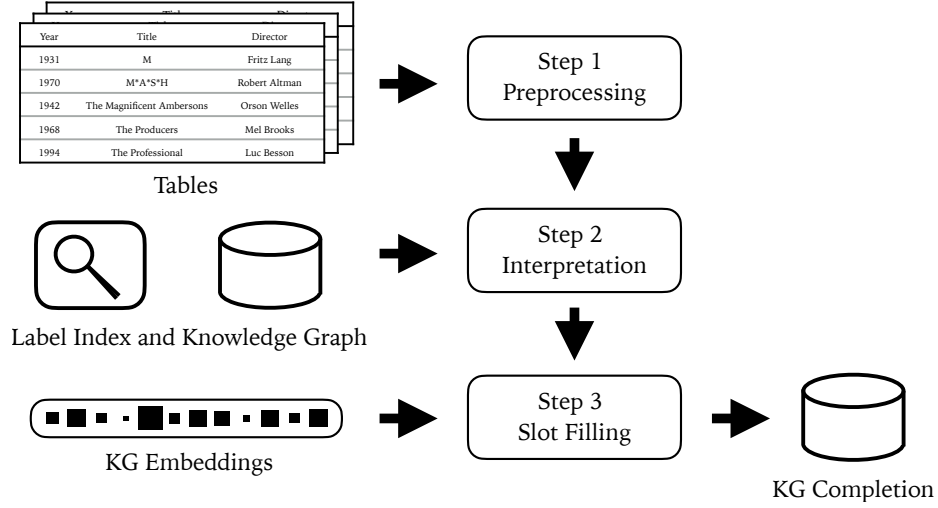 Year Title Director
1931 M Fritz Lang
1970 M*A*S*H Robert Altman
1942 The Magnificent Ambersons Orson Welles
1968 The Producers Mel Brooks
1994 The Professional Luc Besson
Tables
Step 1
Preprocessing
Step 2
Interpretation
Label Index and Knowledge Graph
Step 3
Slot Filling
KG Embeddings
KG Completion